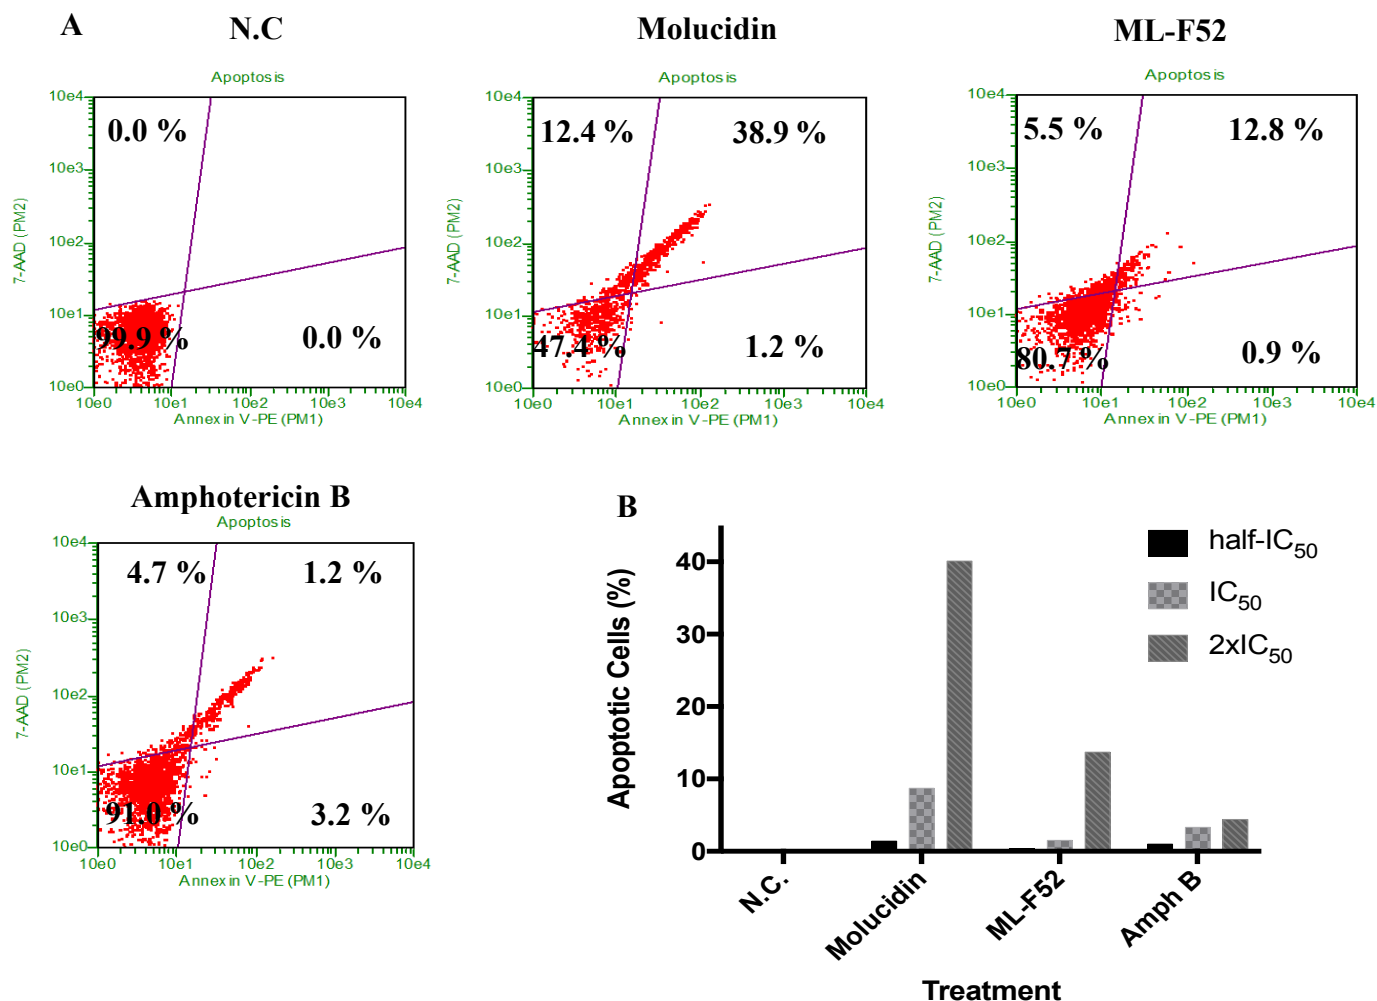 A
N.C
Apoptosis
10e4
0.0 %
10e3
10e2
10e1
99.9 %
0.0 %
10e0
10e0 10e1 10e2 10e3 10e4
7-AAD (PM2)
Annexin V-PE (PM1)
Molucidin
Apoptosis
10e4
12.4 % 38.9 %
10e3
10e2
10e1
47.4 % 1.2 %
10e0
10e0 10e1 10e2 10e3 10e4
7-AAD (PM2)
Annexin V-PE (PM1)
ML-F52
Apoptosis
10e4
5.5 % 12.8 %
10e3
10e2
10e1
80.7 % 0.9 %
10e0
10e0 10e1 10e2 10e3 10e4
7-AAD (PM2)
Annexin V-PE (PM1)
Amphotericin B
Apoptosis
10e4
4.7 % 1.2 %
10e3
10e2
10e1
91.0 % 3.2 %
10e0
10e0 10e1 10e2 10e3 10e4
7-AAD (PM2)
Annexin V-PE (PM1)
B
half-IC50
IC50
2xIC50
40
30
20
10
0
Apoptotic Cells (%)
N.C.
Molucidin
ML-F52
Amph B
Treatment